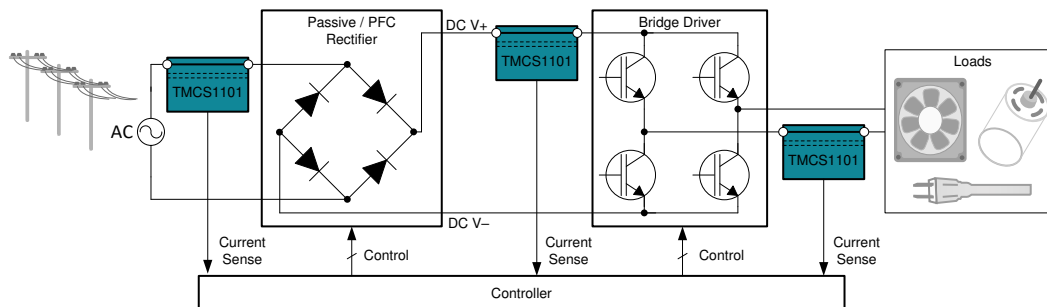 Passive / PFC
Rectifier
DC V+
Bridge Driver
TMCS1101
TMCS1101
Loads
AC
TMCS1101
DC V–
Current
Sense
Control
Current
Sense
Control
Current
Sense
Controller